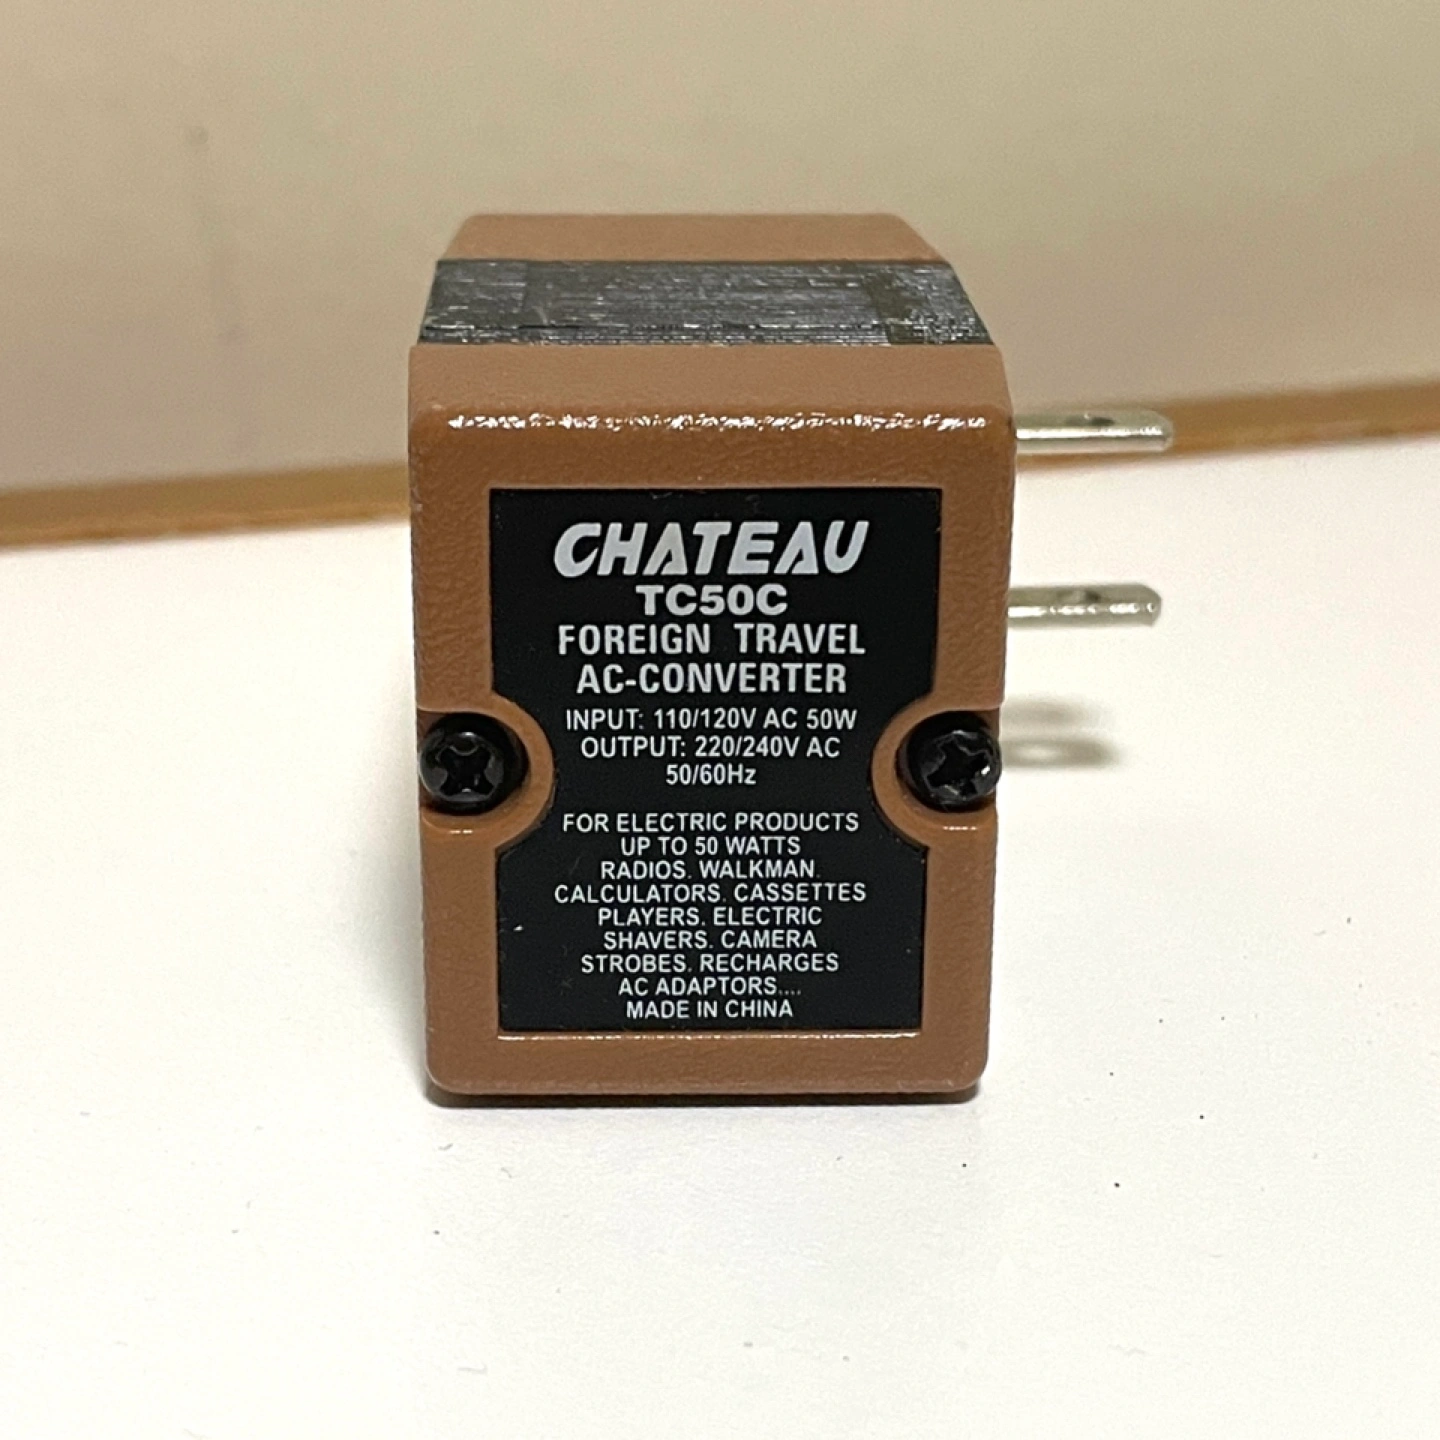 CHATEAU
TC50C
FOREIGN TRAVEL
AC-CONVERTER
INPUT: 110/120V AC 50W
OUTPUT: 220/240V AC
50/60Hz
FOR ELECTRIC PRODUCTS
UP TO 50 WATTS
RADIOS. WALKMAN.
CALCULATORS. CASSETTES
PLAYERS. ELECTRIC
SHAVERS. CAMERA
STROBES. RECHARGES
AC ADAPTORS....
MADE IN CHINA